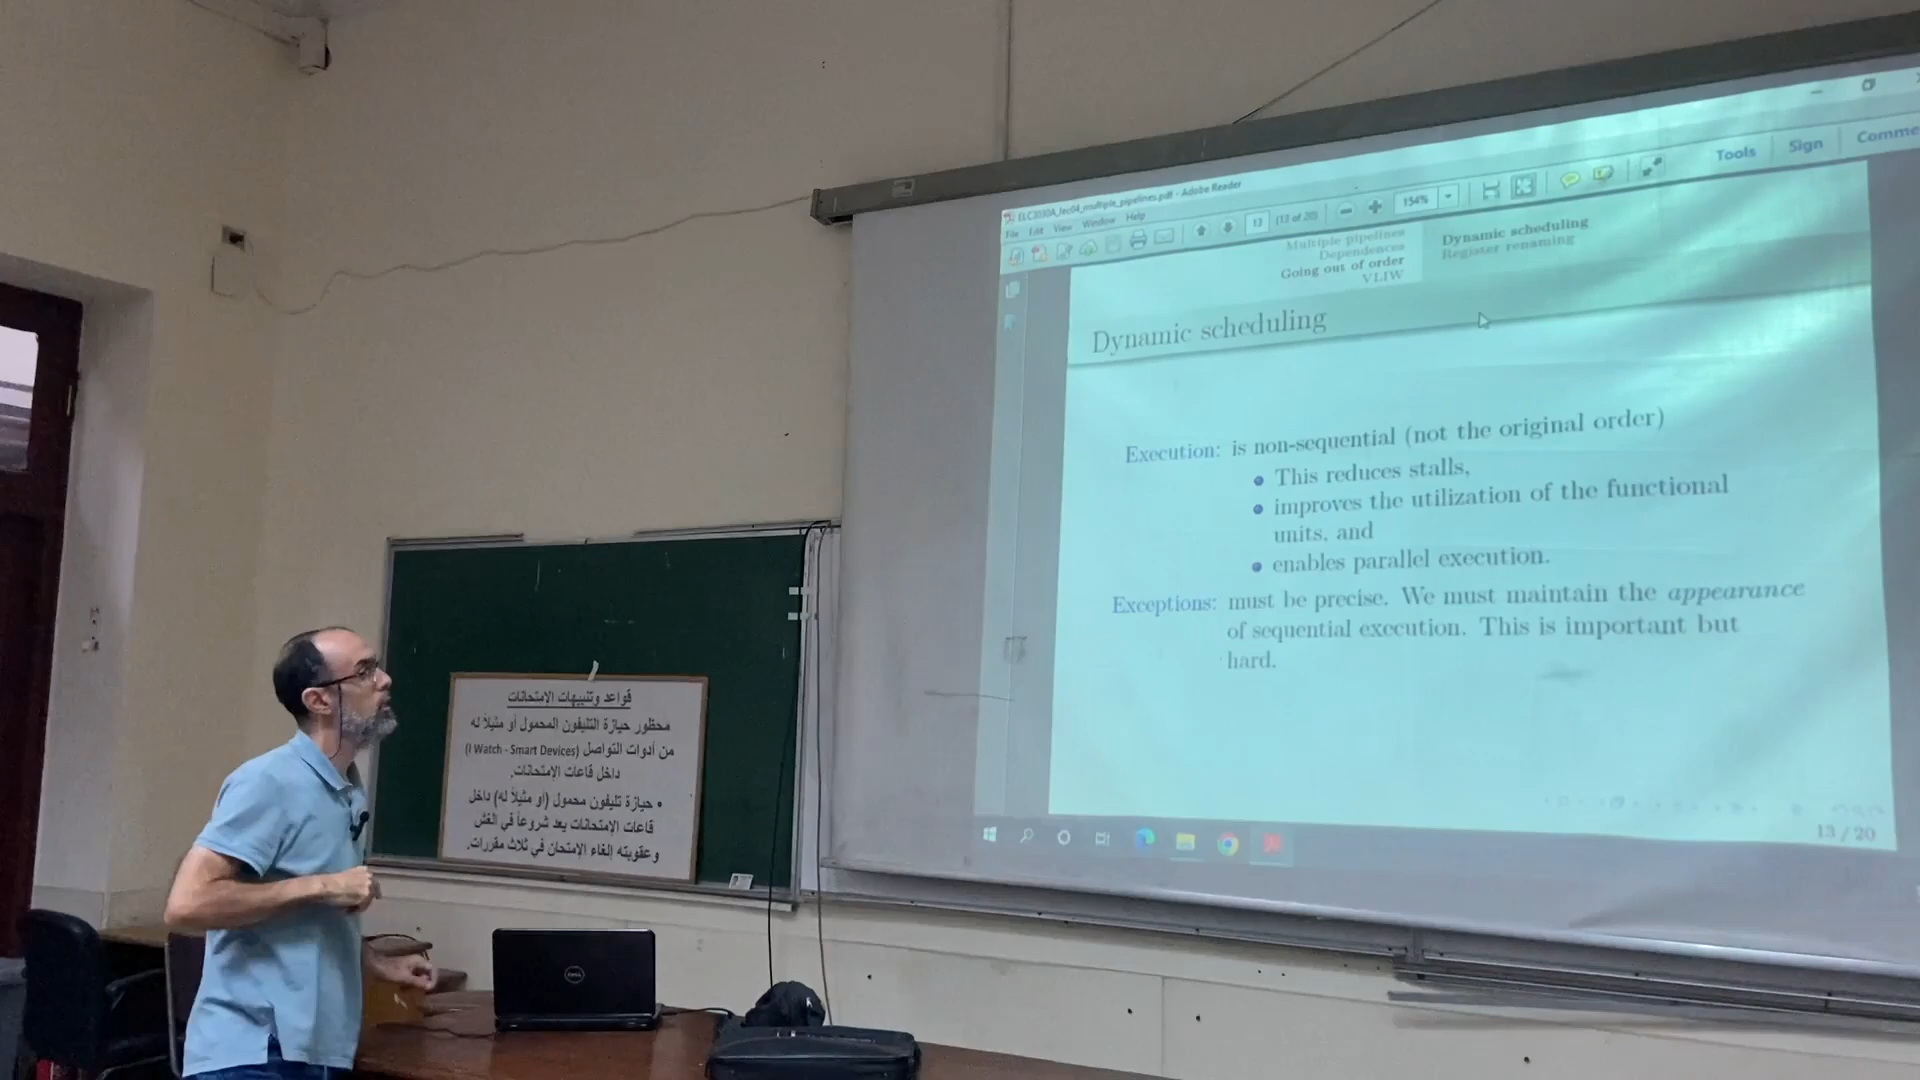 ELC3030A_lec04_multiple_pipelines.pdf - Adobe Reader
File Edit View Window Help
13 (13 of 20) 154% Tools Sign
Multiple pipelines
Dependences
Going out of order
VLIW
Dynamic scheduling
Register renaming
Dynamic scheduling
Execution: is non-sequential (not the original order)
• This reduces stalls,
• improves the utilization of the functional
units, and
• enables parallel execution.
Exceptions: must be precise. We must maintain the appearance
of sequential execution. This is important but
hard.
13 / 20
قواعد وتنبيهات الامتحانات
محظور حيازة التليفون المحمول أو مثيلاً له
من أدوات التواصل (I Watch - Smart Devices)
داخل قاعات الإمتحانات.
• حيازة تليفون محمول (أو مثيلاً له) داخل
قاعات الإمتحانات يعد شروعاً في الغش
وعقوبته إلغاء الإمتحان في ثلاث مقررات.
DELL